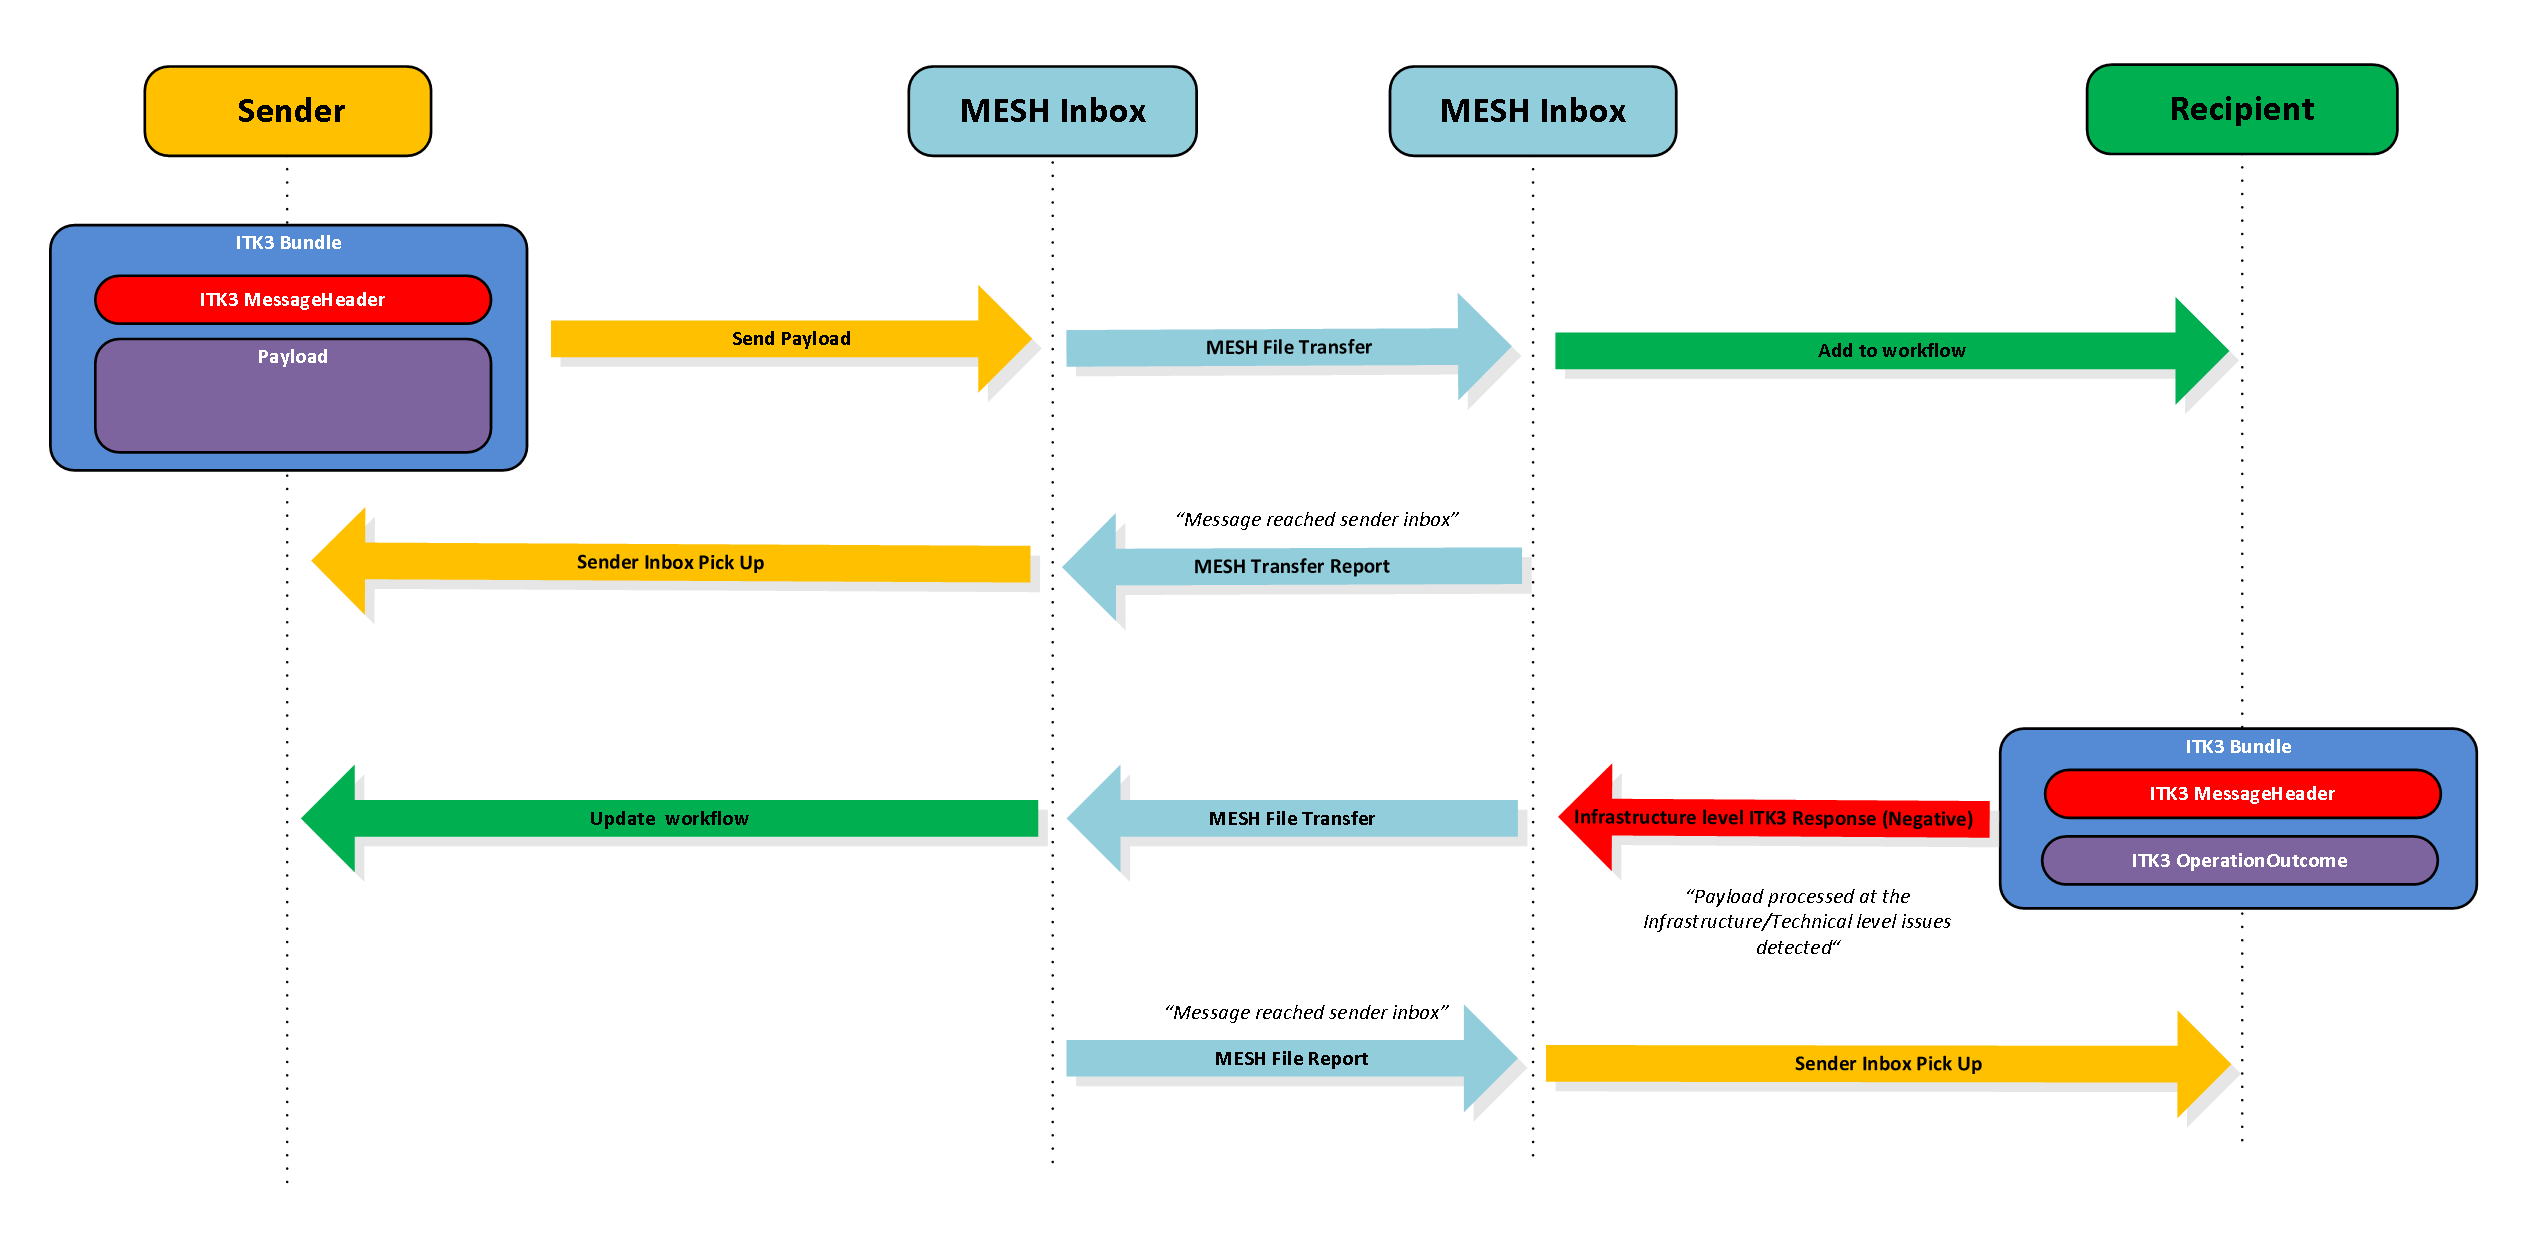 Sender
MESH Inbox
MESH Inbox
Recipient
ITK3 Bundle
ITK3 MessageHeader
Payload
Send Payload
MESH File Transfer
Add to workflow
“Message reached sender inbox”
Sender Inbox Pick Up
MESH Transfer Report
ITK3 Bundle
ITK3 MessageHeader
ITK3 OperationOutcome
Update  workflow
MESH File Transfer
Infrastructure level ITK3 Response (Negative)
“Payload processed at the
Infrastructure/Technical level issues
detected“
“Message reached sender inbox”
MESH File Report
Sender Inbox Pick Up